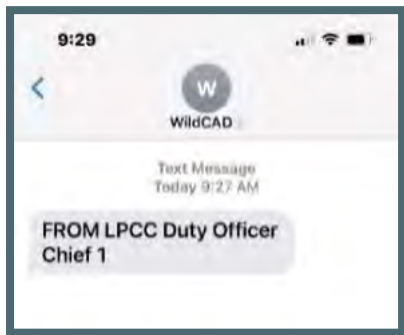 9:29
W
WildCAD
Text Message
Today 9:27 AM
FROM LPCC Duty Officer
Chief 1